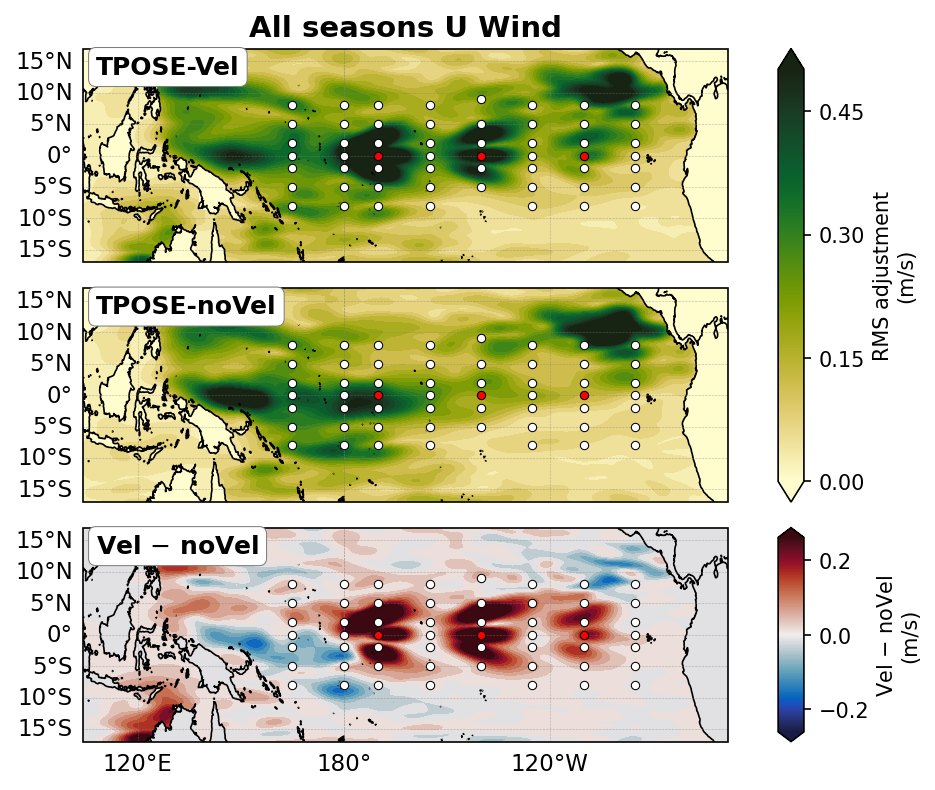 All seasons U Wind
TPOSE-Vel
15°N
10°N
5°N
0°
5°S
10°S
15°S
TPOSE-noVel
15°N
10°N
5°N
0°
5°S
10°S
15°S
Vel − noVel
15°N
10°N
5°N
0°
5°S
10°S
15°S
120°E
180°
120°W
0.45
0.30
0.15
0.00
RMS adjustment
(m/s)
0.2
0.0
−0.2
Vel − noVel
(m/s)